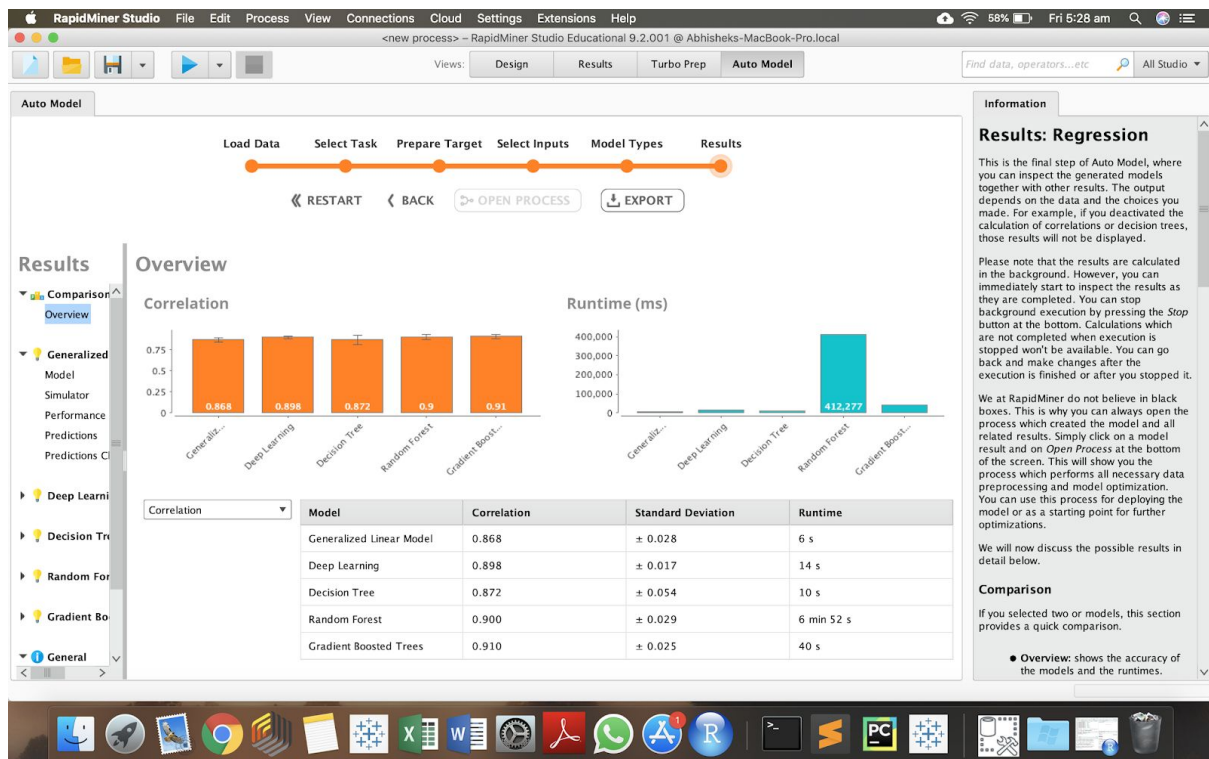 RapidMiner Studio File Edit Process View Connections Cloud Settings Extensions Help 58% Fri 5:28 am
<new process> – RapidMiner Studio Educational 9.2.001 @ Abhisheks-MacBook-Pro.local
Views: Design Results Turbo Prep Auto Model Find data, operators...etc All Studio
Auto Model
Load Data Select Task Prepare Target Select Inputs Model Types Results
RESTART BACK OPEN PROCESS EXPORT
Results
Comparison
Overview
Generalized
Model
Simulator
Performance
Predictions
Predictions C
Deep Learni
Decision Tre
Random For
Gradient Bo
General
Overview
Correlation
0.75
0.5
0.25
0
0.868 0.898 0.872 0.9 0.91
Generaliz... Deep Learning Decision Tree Random Forest Gradient Boost...
Runtime (ms)
400,000
300,000
200,000
100,000
0
412,277
Generaliz... Deep Learning Decision Tree Random Forest Gradient Boost...
Correlation
Model Correlation Standard Deviation Runtime
Generalized Linear Model 0.868 ± 0.028 6 s
Deep Learning 0.898 ± 0.017 14 s
Decision Tree 0.872 ± 0.054 10 s
Random Forest 0.900 ± 0.029 6 min 52 s
Gradient Boosted Trees 0.910 ± 0.025 40 s
Information
Results: Regression
This is the final step of Auto Model, where
you can inspect the generated models
together with other results. The output
depends on the data and the choices you
made. For example, if you deactivated the
calculation of correlations or decision trees,
those results will not be displayed.
Please note that the results are calculated
in the background. However, you can
immediately start to inspect the results as
they are completed. You can stop
background execution by pressing the Stop
button at the bottom. Calculations which
are not completed when execution is
stopped won't be available. You can go
back and make changes after the
execution is finished or after you stopped it.
We at RapidMiner do not believe in black
boxes. This is why you can always open the
process which created the model and all
related results. Simply click on a model
result and on Open Process at the bottom
of the screen. This will show you the
process which performs all necessary data
preprocessing and model optimization.
You can use this process for deploying the
model or as a starting point for further
optimizations.
We will now discuss the possible results in
detail below.
Comparison
If you selected two or models, this section
provides a quick comparison.
● Overview: shows the accuracy of
the models and the runtimes.
1
X
W
R
>_
PC
R